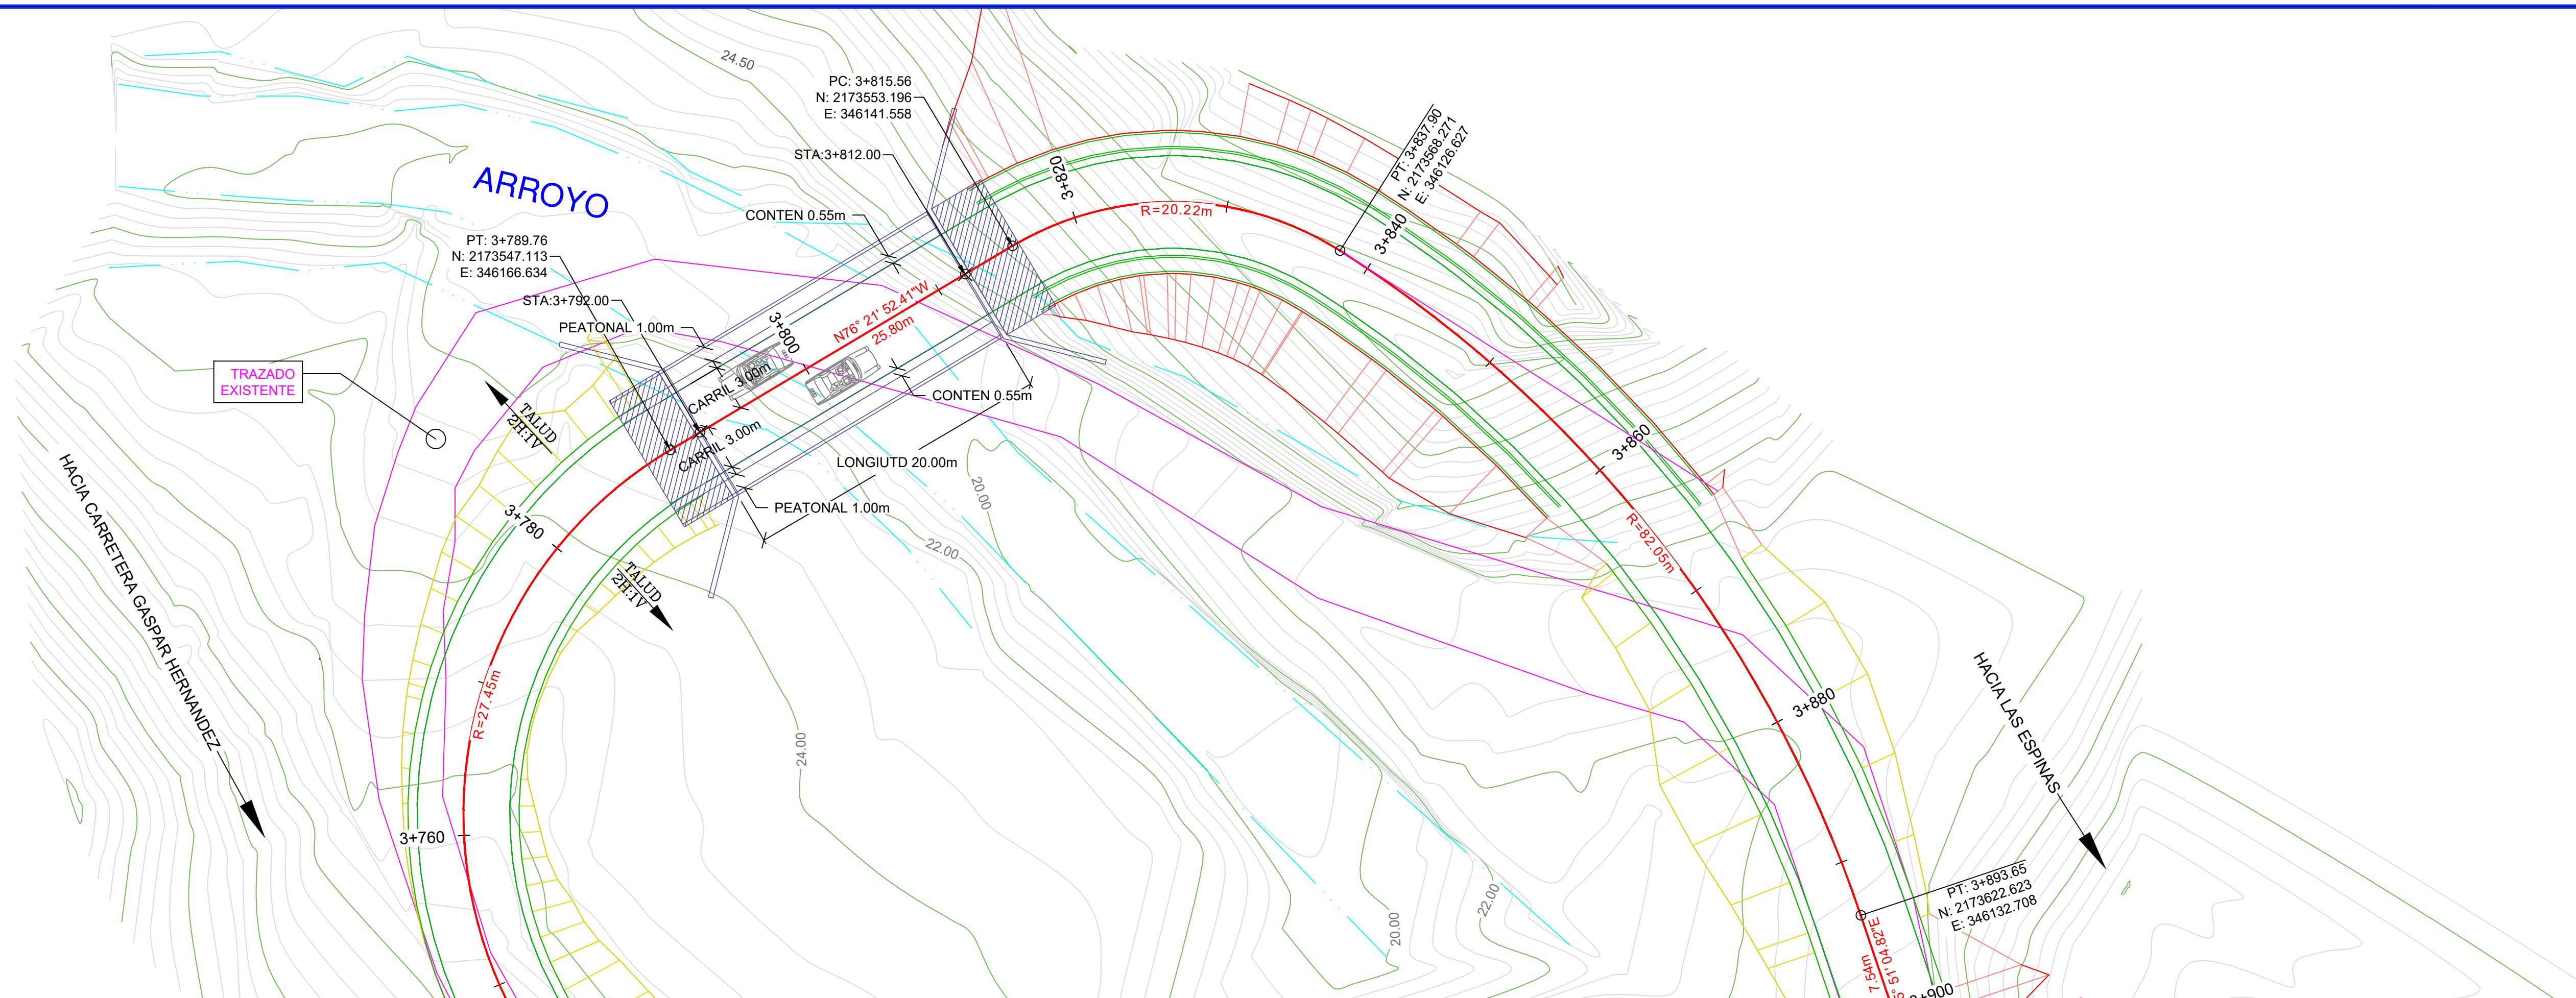 24.50
PC: 3+815.56
N: 2173553.196
E: 346141.558
STA:3+812.00
3+820
R=20.22m
PT: 3+837.90
N: 2173568.271
E: 346126.627
3+840
ARROYO
CONTEN 0.55m
PT: 3+789.76
N: 2173547.113
E: 346166.634
STA:3+792.00
PEATONAL 1.00m
3+800
N76° 21' 52.41"W
25.80m
TRAZADO
EXISTENTE
CARRIL 3.00m
CARRIL 3.00m
CONTEN 0.55m
LONGIUTD 20.00m
PEATONAL 1.00m
TALUD
2H:1V
3+780
TALUD
2H:1V
20.00
22.00
3+860
R=82.05m
HACIA CARRETERA GASPAR HERNANDEZ
R=27.45m
24.00
3+880
HACIA LAS ESPINAS
3+760
22.00
20.00
PT: 3+893.65
N: 2173622.623
E: 346132.708
51' 04.82"E
7.54m
+900